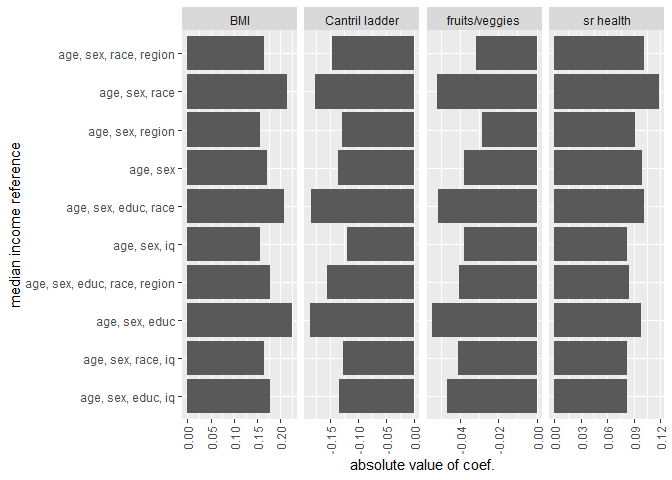 BMI
Cantril ladder
fruits/veggies
sr health
median income reference
age, sex, race, region
age, sex, race
age, sex, region
age, sex
age, sex, educ, race
age, sex, iq
age, sex, educ, race, region
age, sex, educ
age, sex, race, iq
age, sex, educ, iq
0.00 0.05 0.10 0.15 0.20
-0.15 -0.10 -0.05 0.00
-0.04 -0.02 0.00
0.00 0.03 0.06 0.09 0.12
absolute value of coef.